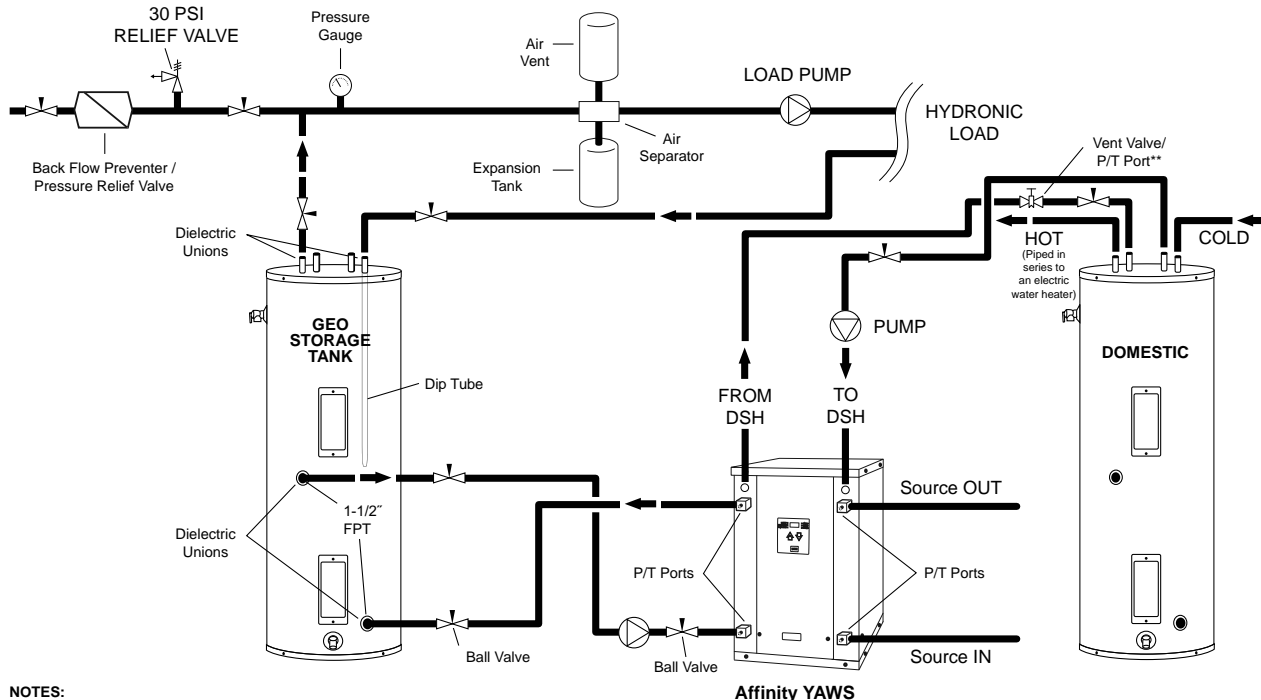 30 PSI
RELIEF VALVE
Pressure
Gauge
Air
Vent
LOAD PUMP
HYDRONIC
LOAD
Air
Separator
Expansion
Tank
Back Flow Preventer /
Pressure Relief Valve
Vent Valve/
P/T Port**
HOT
(Piped in
series to
an electric
water heater)
COLD
Dielectric
Unions
GEO
STORAGE
TANK
PUMP
DOMESTIC
Dip Tube
FROM
DSH
TO
DSH
Source OUT
1-1/2˝
FPT
Dielectric
Unions
P/T Ports
P/T Ports
Ball Valve
Ball Valve
Source IN
NOTES:
Affinity YAWS